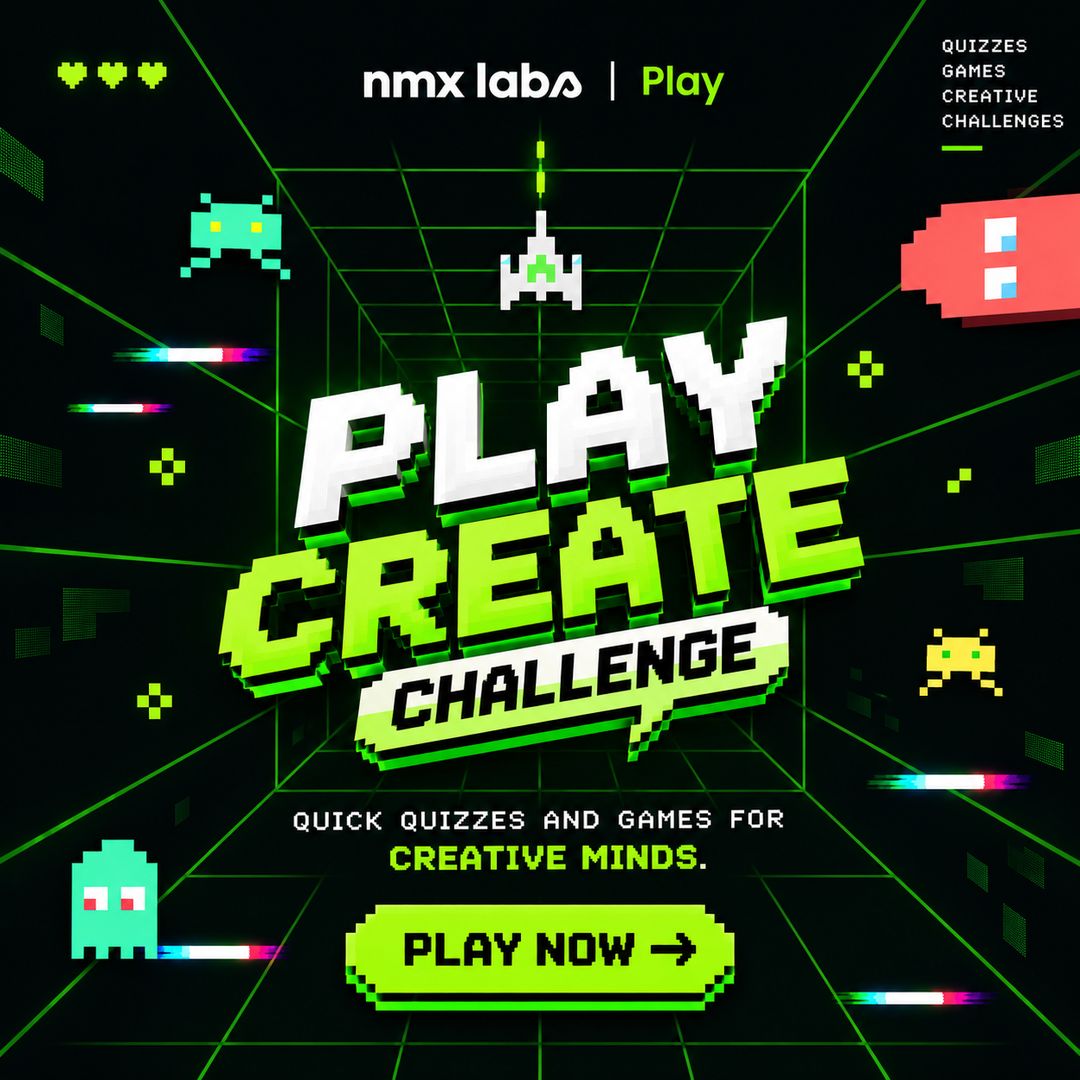 nmx labs | Play
QUIZZES
GAMES
CREATIVE
CHALLENGES
PLAY
CREATE
CHALLENGE
QUICK QUIZZES AND GAMES FOR
CREATIVE MINDS.
PLAY NOW →